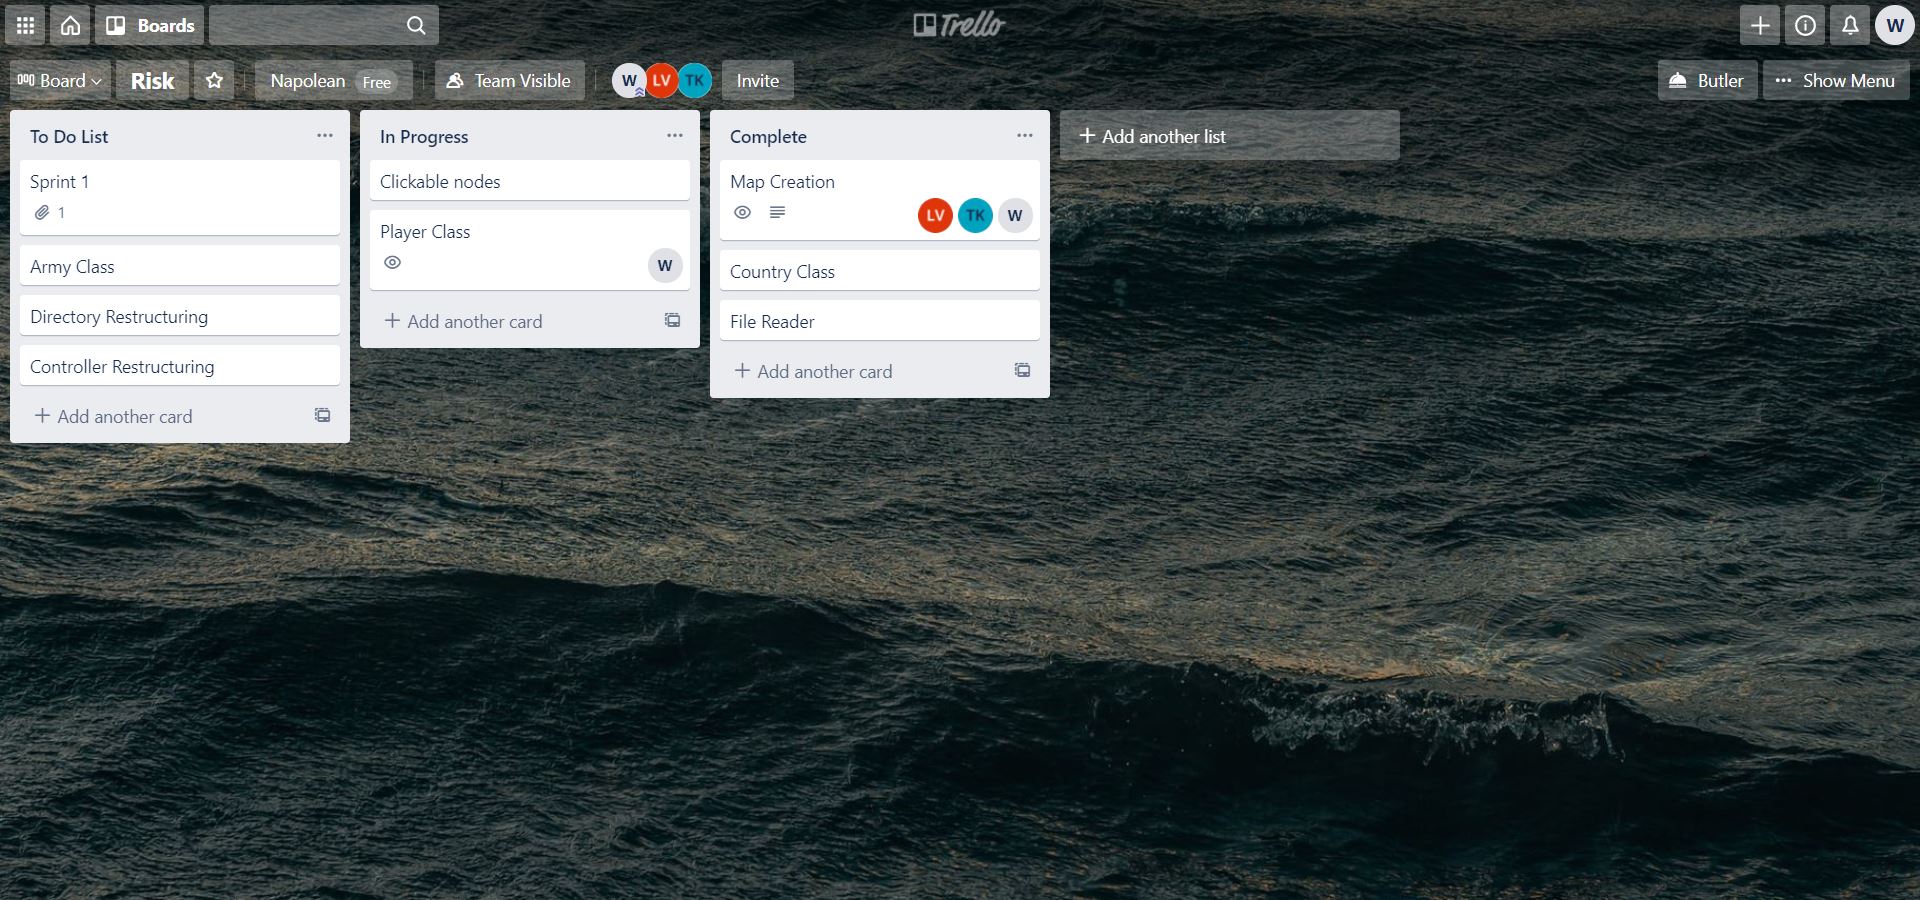 Boards
Trello
Board
Risk
Napolean Free
Team Visible
W LV TK
Invite
Butler
Show Menu
W
To Do List
Sprint 1
1
Army Class
Directory Restructuring
Controller Restructuring
+ Add another card
In Progress
Clickable nodes
Player Class
W
+ Add another card
Complete
Map Creation
LV TK W
Country Class
File Reader
+ Add another card
+ Add another list